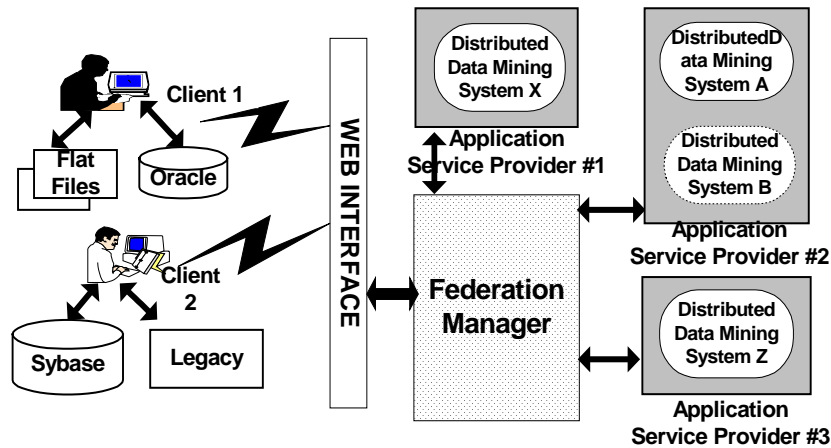 Client 1
Flat
Files
Oracle
Client
2
Sybase
Legacy
WEB INTERFACE
Distributed
Data Mining
System X
Application
Service Provider #1
Federation
Manager
DistributedD
ata Mining
System A
Distributed
Data Mining
System B
Application
Service Provider #2
Distributed
Data Mining
System Z
Application
Service Provider #3